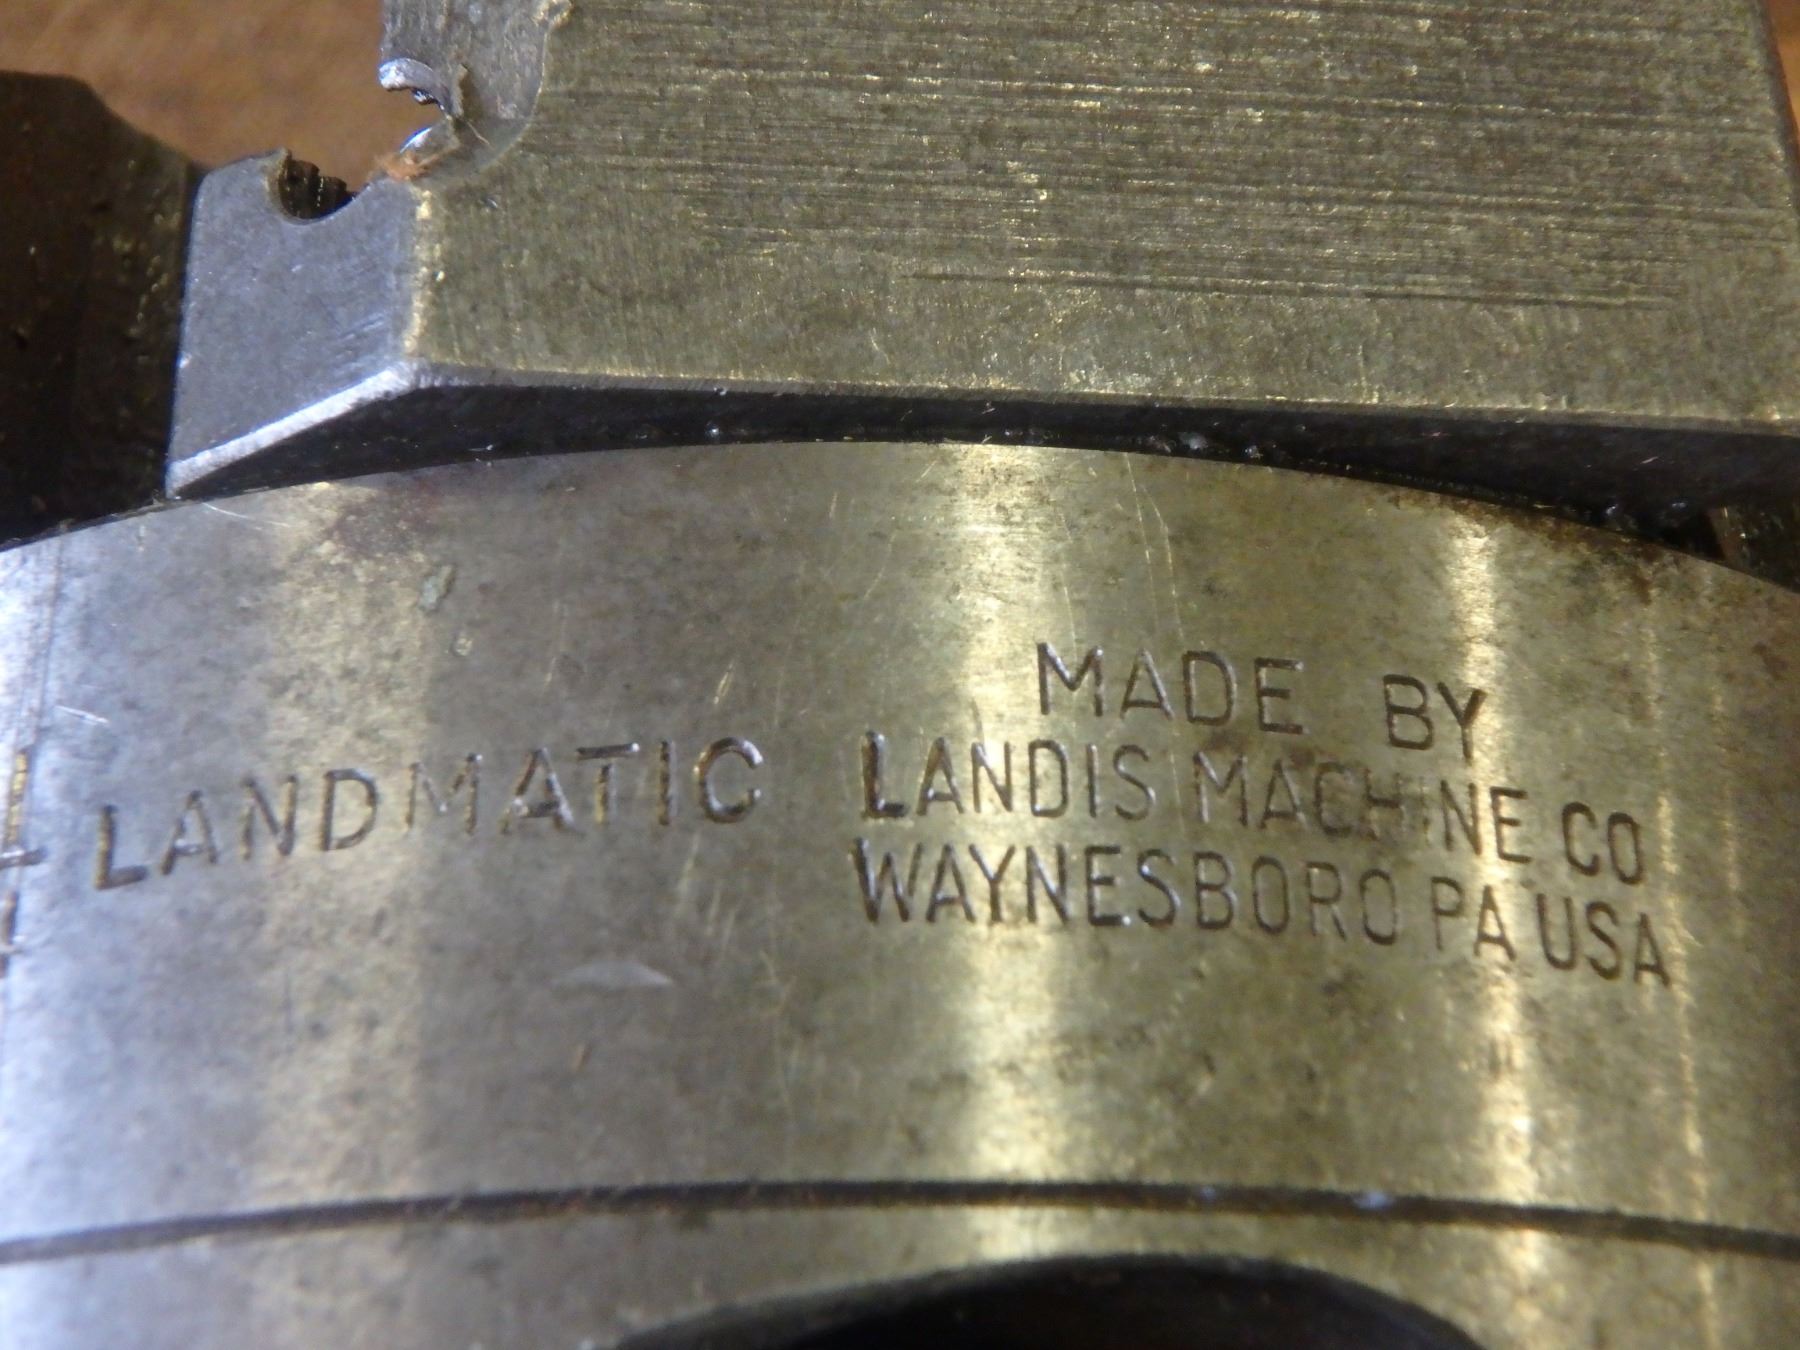 LANDMATIC
MADE BY
LANDIS MACHINE CO
WAYNESBORO PA USA